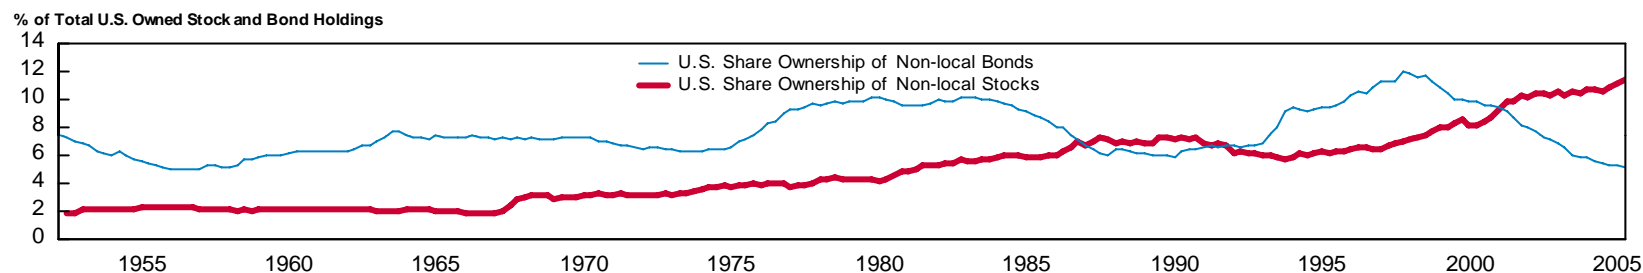 % of Total U.S. Owned Stock and Bond Holdings
14
12
10
8
6
4
2
0
U.S. Share Ownership of Non-local Bonds
U.S. Share Ownership of Non-local Stocks
1955 1960 1965 1970 1975 1980 1985 1990 1995 2000 2005